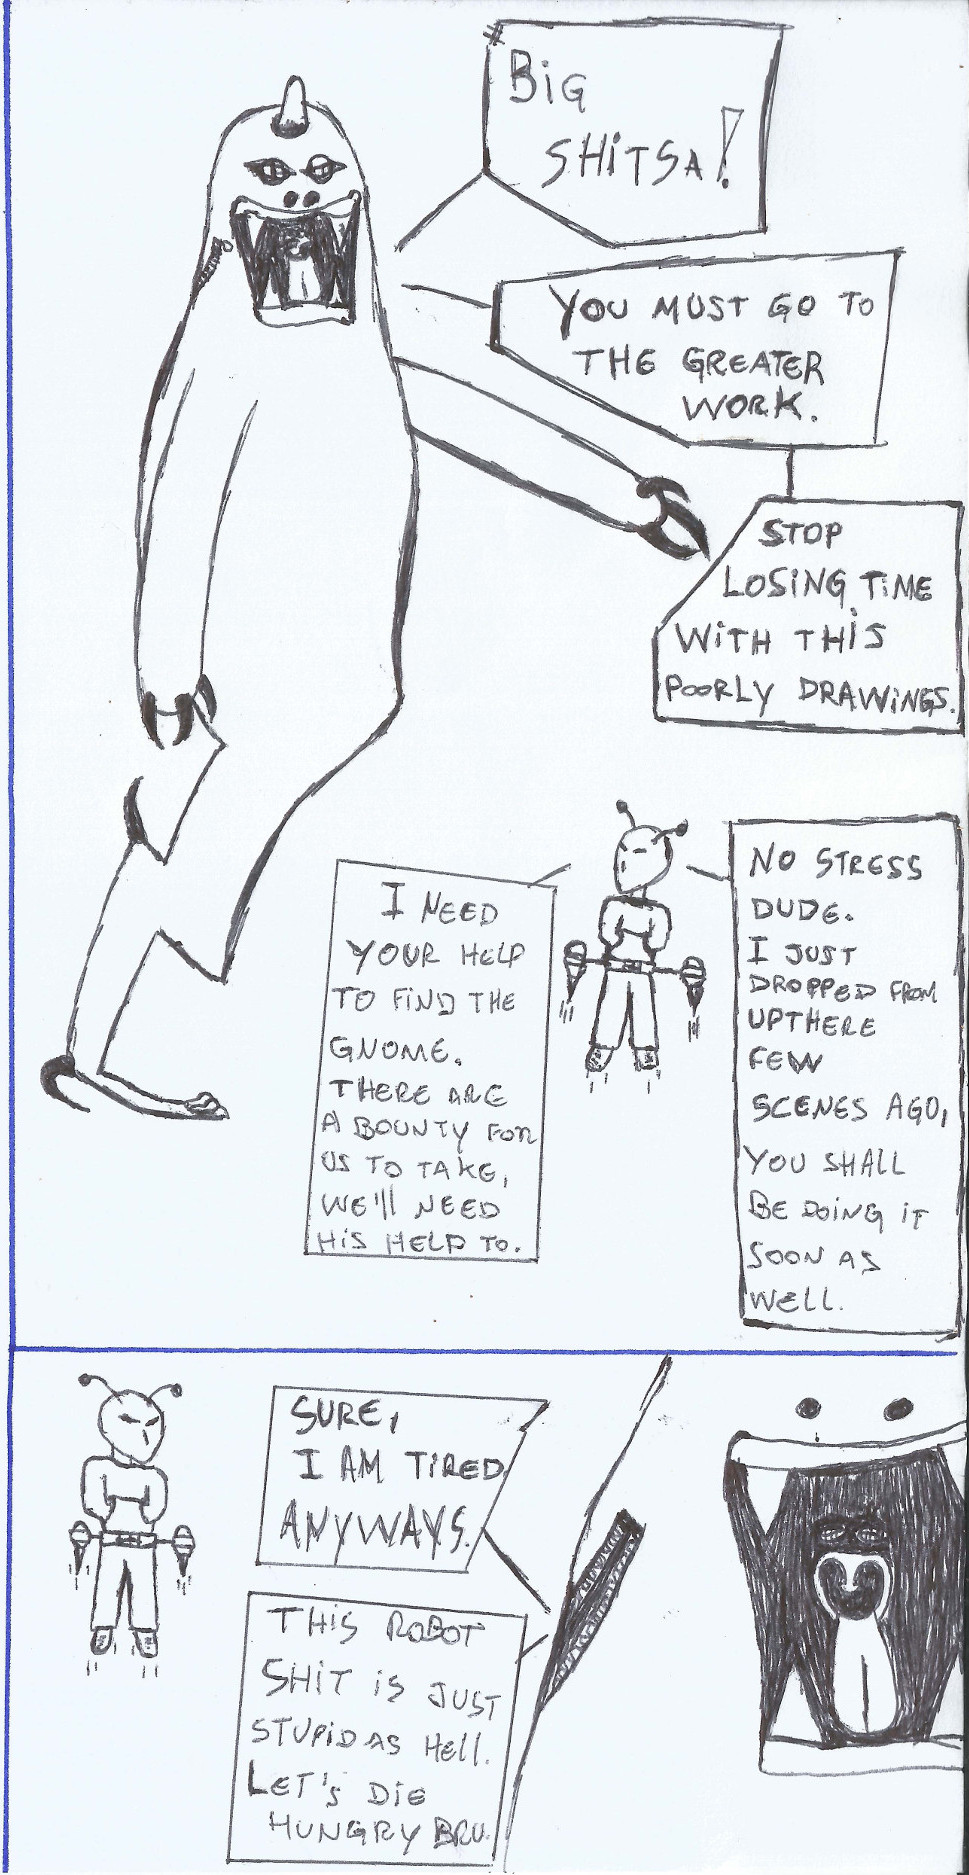 BiG
SHiTSA!
YOU MUST GO TO
THE GREATER
WORK.
STOP
LOSiNG TiME
WiTH THiS
POORLY DRAWiNGS.
I NEED
YOUR HELP
TO FiND THE
GNOME.
THERE ARE
A BOUNTY FOR
US TO TAKE,
WE'll NEED
HiS HELP TO.
NO STRESS
DUDE.
I JUST
DROPPED FROM
UPTHERE
FEW
SCENES AGO,
YOU SHALL
BE DOiNG iT
SOON AS
WELL.
SURE,
I AM TiRED
ANYWAYS.
THiS ROBOT
SHiT iS JUST
STUPiD AS HEll.
LET'S DiE
HUNGRY BRU.